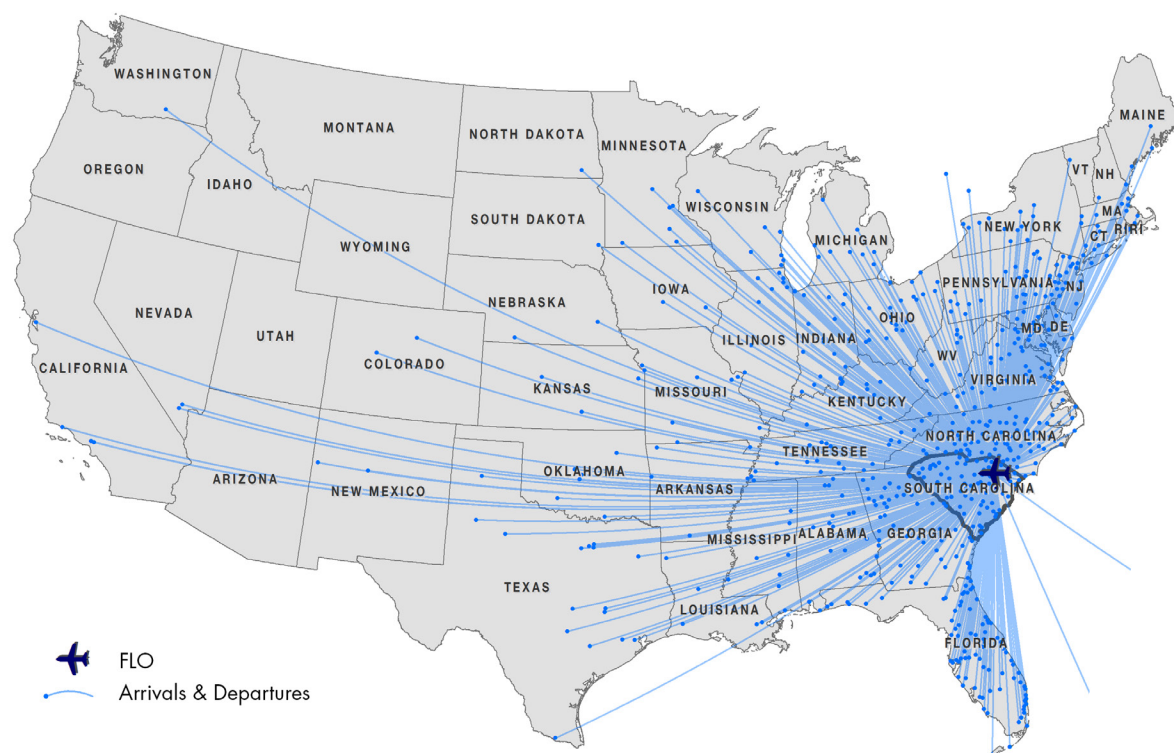 WASHINGTON
MAINE
MONTANA
NORTH DAKOTA
MINNESOTA
OREGON
IDAHO
VT
NH
WISCONSIN
MA
SOUTH DAKOTA
NEW YORK
RIRI
CT
MICHIGAN
WYOMING
PENNSYLVANIA
NJ
IOWA
NEBRASKA
NEVADA
OHIO
MD
DE
UTAH
ILLINOIS
INDIANA
WV
CALIFORNIA
COLORADO
KANSAS
MISSOURI
VIRGINIA
KENTUCKY
NORTH CAROLINA
TENNESSEE
OKLAHOMA
ARIZONA
NEW MEXICO
ARKANSAS
SOUTH CAROLINA
MISSISSIPPI
ALABAMA
GEORGIA
TEXAS
LOUISIANA
FLORIDA
FLO
Arrivals & Departures